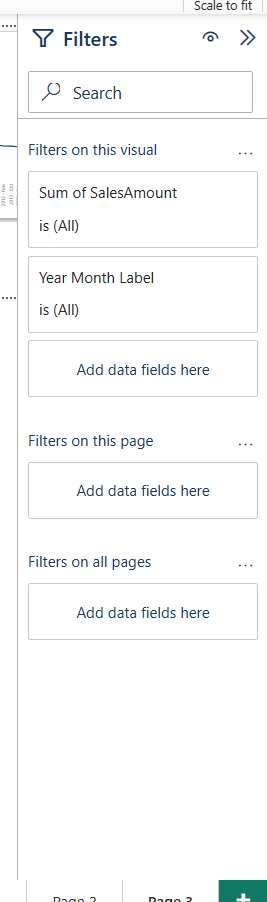 Scale to fit
Filters
Search
Filters on this visual
...
Sum of SalesAmount
is (All)
Year Month Label
is (All)
Add data fields here
Filters on this page
...
Add data fields here
Filters on all pages
...
Add data fields here
Page 2
Page 3